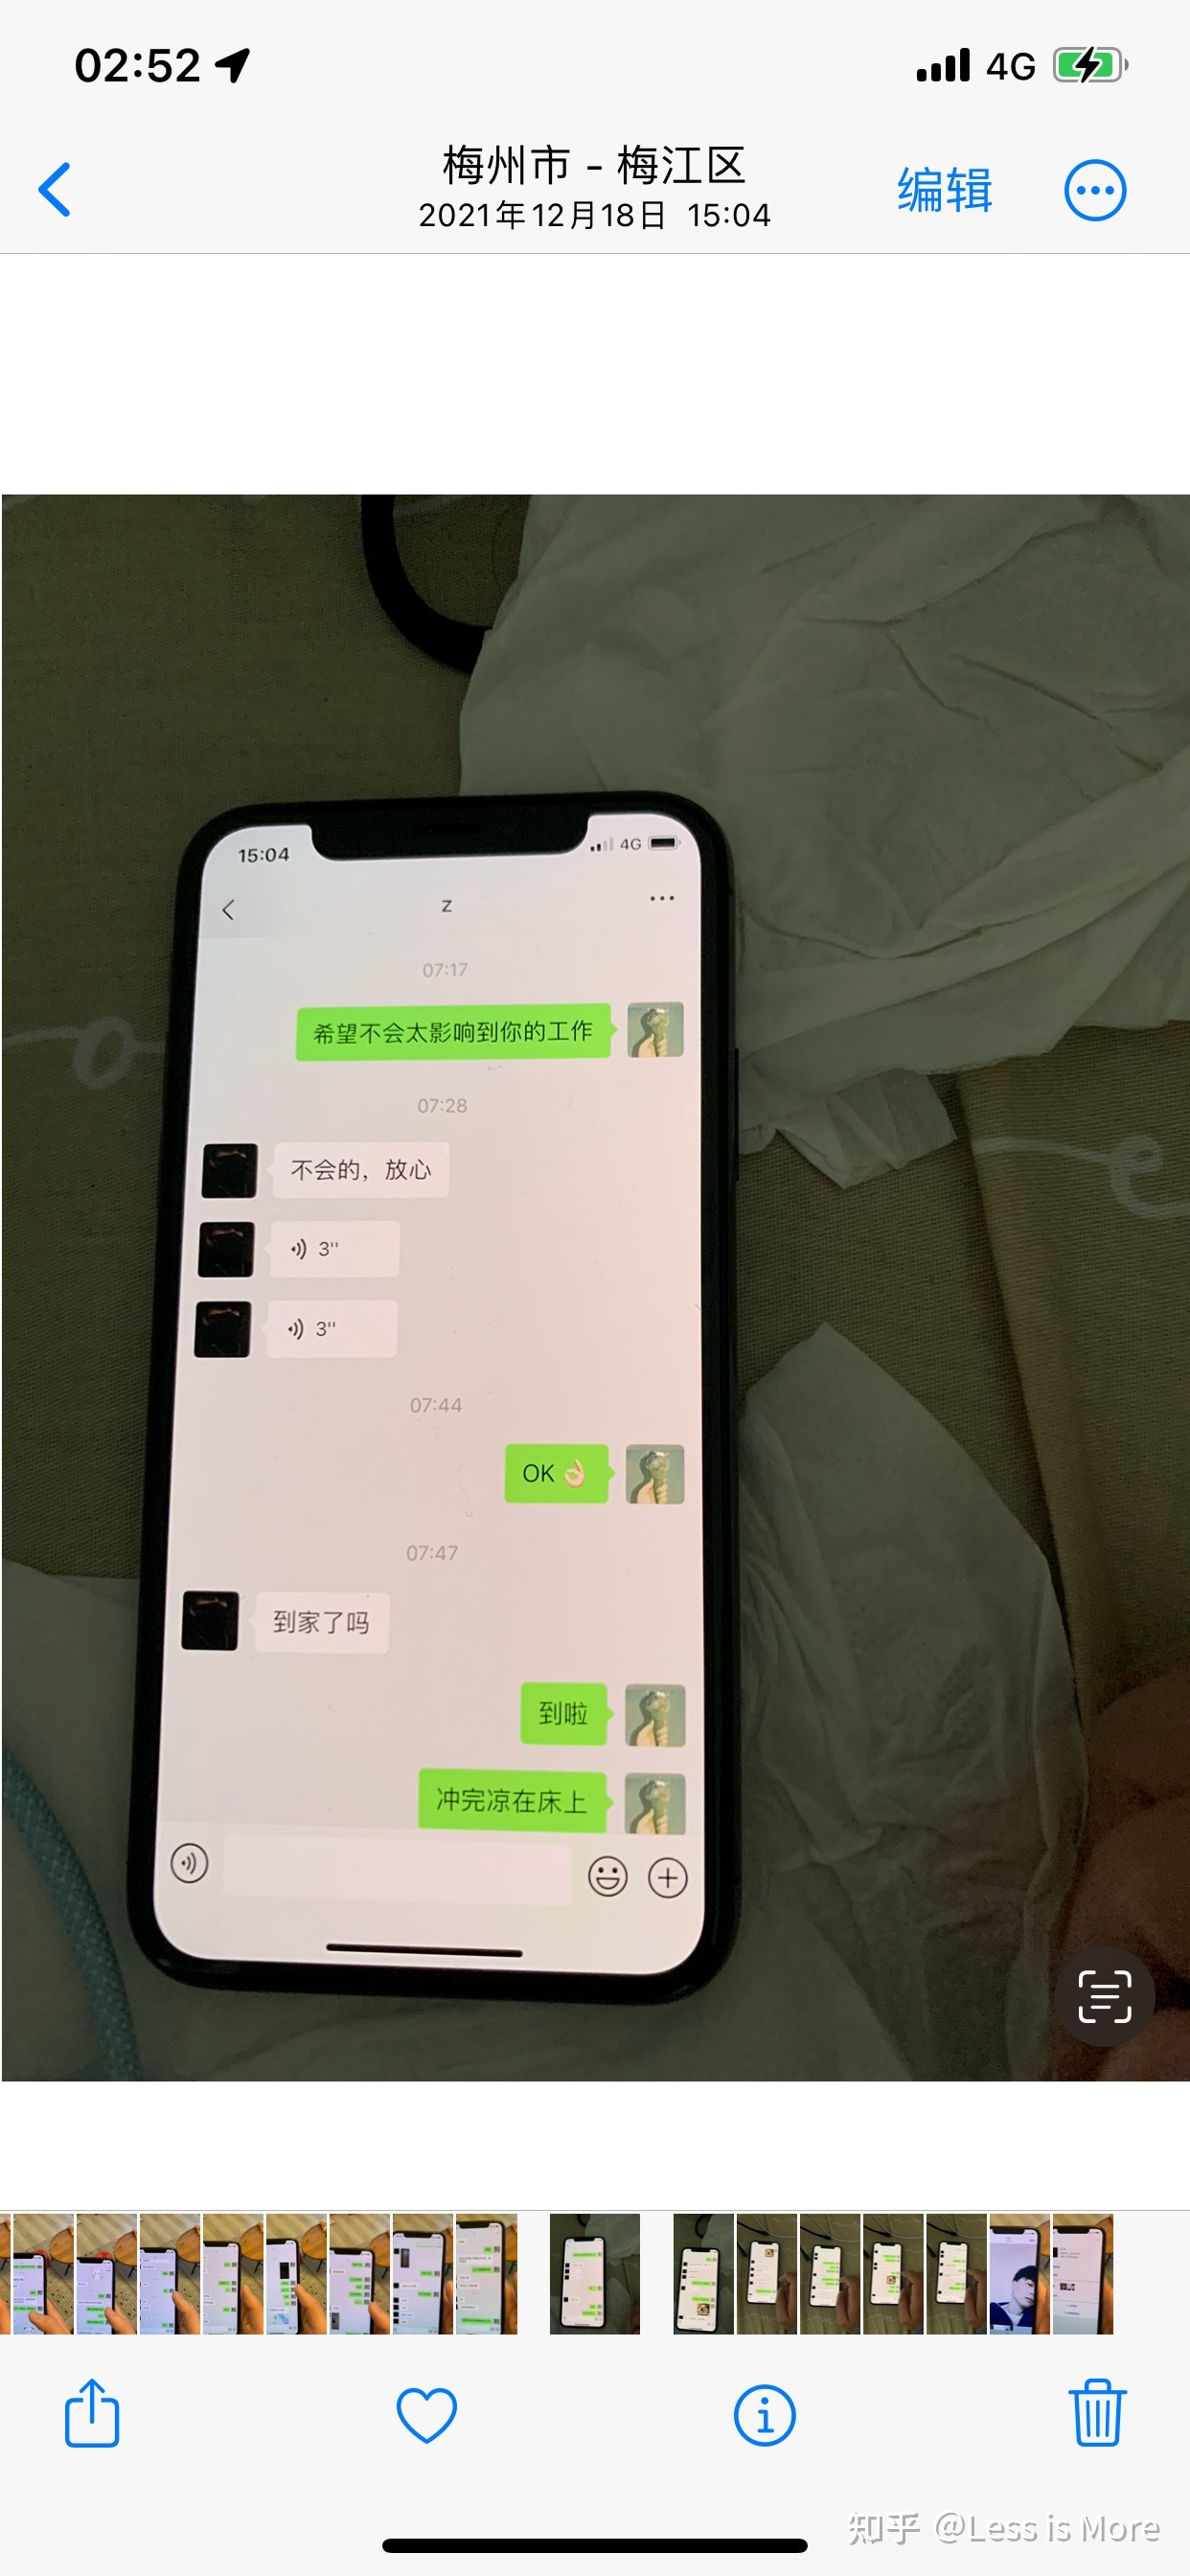 02:52
4G
梅州市 - 梅江区
2021年12月18日 15:04
编辑
15:04
4G
z
07:17
希望不会太影响到你的工作
07:28
不会的，放心
3"
3"
07:44
OK👌🏻
07:47
到家了吗
到啦
冲完凉在床上
知乎 @Less is More